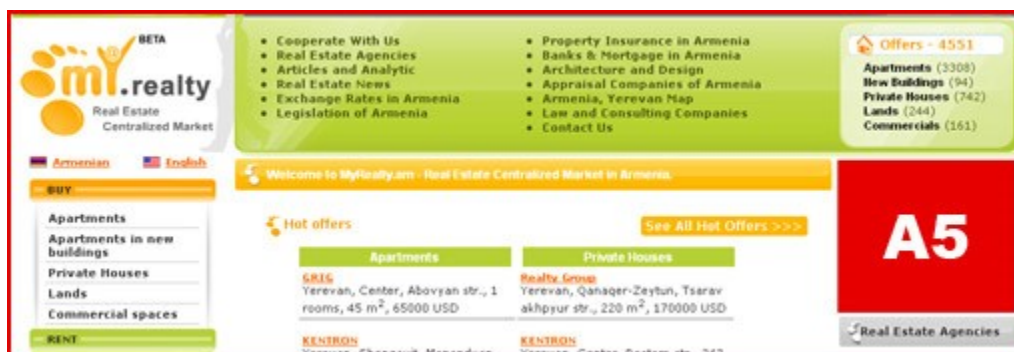 BETA
my.realty
Real Estate
Centralized Market
• Cooperate With Us
• Real Estate Agencies
• Articles and Analytic
• Real Estate News
• Exchange Rates in Armenia
• Legislation of Armenia
• Property Insurance in Armenia
• Banks & Mortgage in Armenia
• Architecture and Design
• Appraisal Companies of Armenia
• Armenia, Yerevan Map
• Law and Consulting Companies
• Contact Us
Offers - 4551
Apartments (3308)
New Buildings (94)
Private Houses (742)
Lands (244)
Commercials (161)
Armenian English
BUY
Apartments
Apartments in new
buildings
Private Houses
Lands
Commercial spaces
RENT
Welcome to MyRealty.am - Real Estate Centralized Market in Armenia.
Hot offers
See All Hot Offers >>>
Apartments
GRIG
Yerevan, Center, Abovyan str., 1
rooms, 45 m², 65000 USD
KENTRON
Private Houses
Realty Group
Yerevan, Qanaqer-Zeytun, Tsarav
akhpyur str., 220 m², 170000 USD
KENTRON
A5
Real Estate Agencies